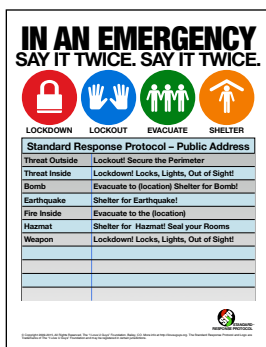 IN AN EMERGENCY
SAY IT TWICE. SAY IT TWICE.
LOCKDOWN LOCKOUT EVACUATE SHELTER
Standard Response Protocol – Public Address
Threat Outside Lockout! Secure the Perimeter
Threat Inside Lockdown! Locks, Lights, Out of Sight!
Bomb Evacuate to (location) Shelter for Bomb!
Earthquake Shelter for Earthquake!
Fire Inside Evacuate to the (location)
Hazmat Shelter for Hazmat! Seal your Rooms
Weapon Lockdown! Locks, Lights, Out of Sight!
STANDARD
RESPONSE PROTOCOL